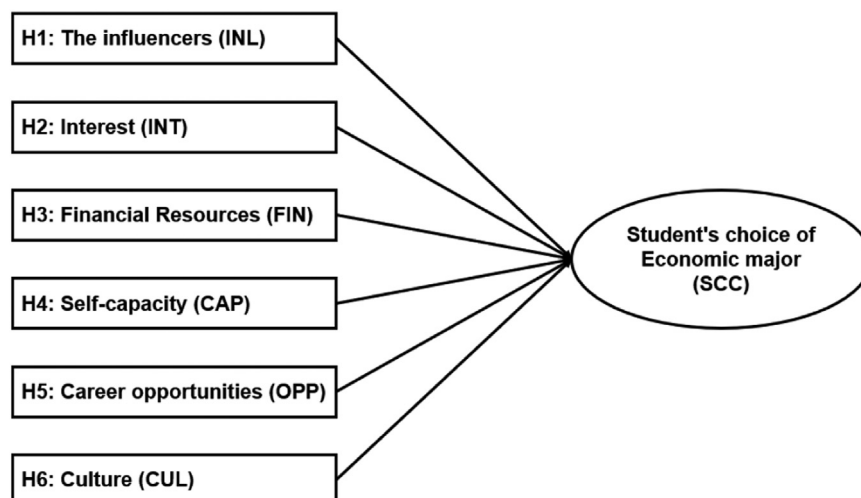 H1: The influencers (INL)
H2: Interest (INT)
H3: Financial Resources (FIN)
H4: Self-capacity (CAP)
H5: Career opportunities (OPP)
H6: Culture (CUL)
Student's choice of
Economic major
(SCC)